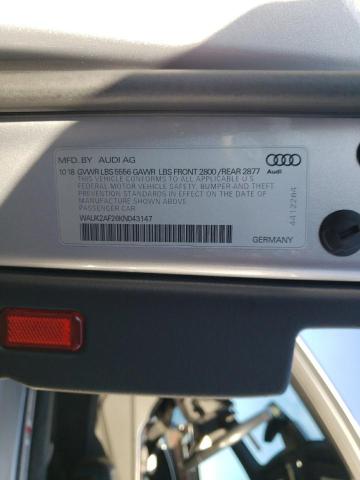 MFD. BY AUDI AG
10 18 GVWR LBS 5556 GAWR LBS FRONT 2800 /REAR 2877
THIS VEHICLE CONFORMS TO ALL APPLICABLE U.S.
FEDERAL MOTOR VEHICLE SAFETY, BUMPER AND THEFT
PREVENTION STANDARDS IN EFFECT ON THE DATE OF
MANUFACTURE SHOWN ABOVE
PASSENGER CAR
WAUK2AF26KN043147
Audi
4412264
GERMANY